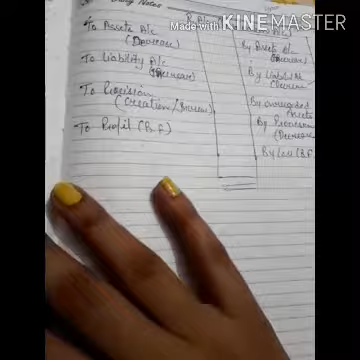 Made with KINEMASTER
To Assets A/c
(Decrease)
To Liability A/c
To Provision
(Creation / Increase)
To Profit (B.F)
By Assets A/c
(Increase)
By Liabilities
By unrecorded
Assets
By Provision
(Decrease
By Loss (B.F.